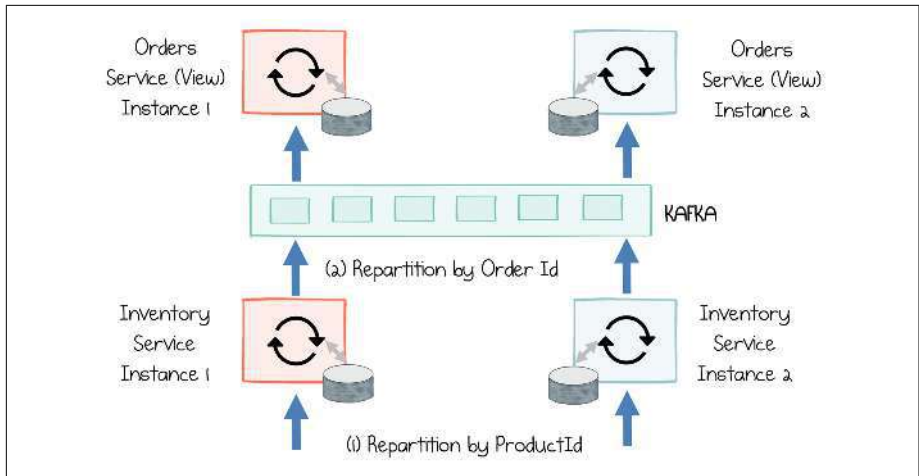 Orders
Service (View)
Instance 1
Orders
Service (View)
Instance 2
KAFKA
(2) Repartition by Order Id
Inventory
Service
Instance 1
Inventory
Service
Instance 2
(1) Repartition by ProductId